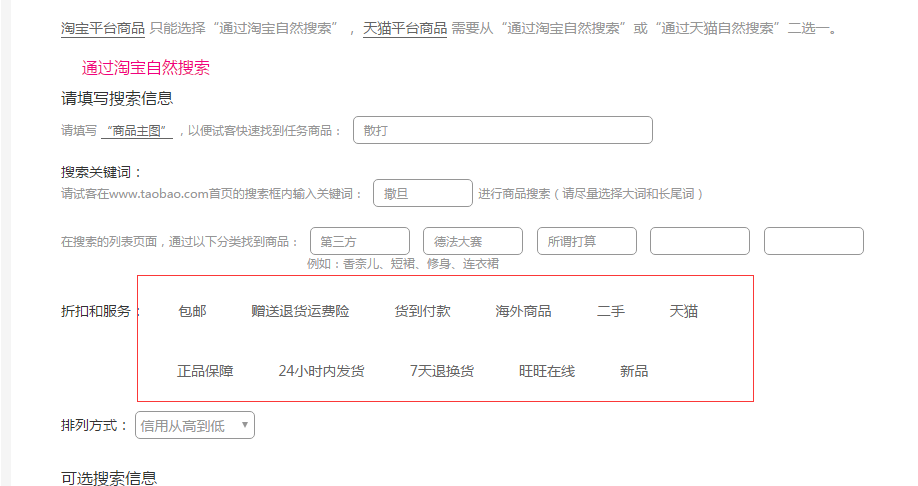 淘宝平台商品 只能选择“通过淘宝自然搜索”，天猫平台商品 需要从“通过淘宝自然搜索”或“通过天猫自然搜索”二选一。
通过淘宝自然搜索
请填写搜索信息
请填写 “商品主图” ，以便试客快速找到任务商品： 散打
搜索关键词：
请试客在www.taobao.com首页的搜索框内输入关键词： 撒旦 进行商品搜索（请尽量选择大词和长尾词）
在搜索的列表页面，通过以下分类找到商品： 第三方 德法大赛 所谓打算
例如：香奈儿、短裙、修身、连衣裙
折扣和服务： 包邮 赠送退货运费险 货到付款 海外商品 二手 天猫
正品保障 24小时内发货 7天退换货 旺旺在线 新品
排列方式： 信用从高到低 ▼
可选搜索信息